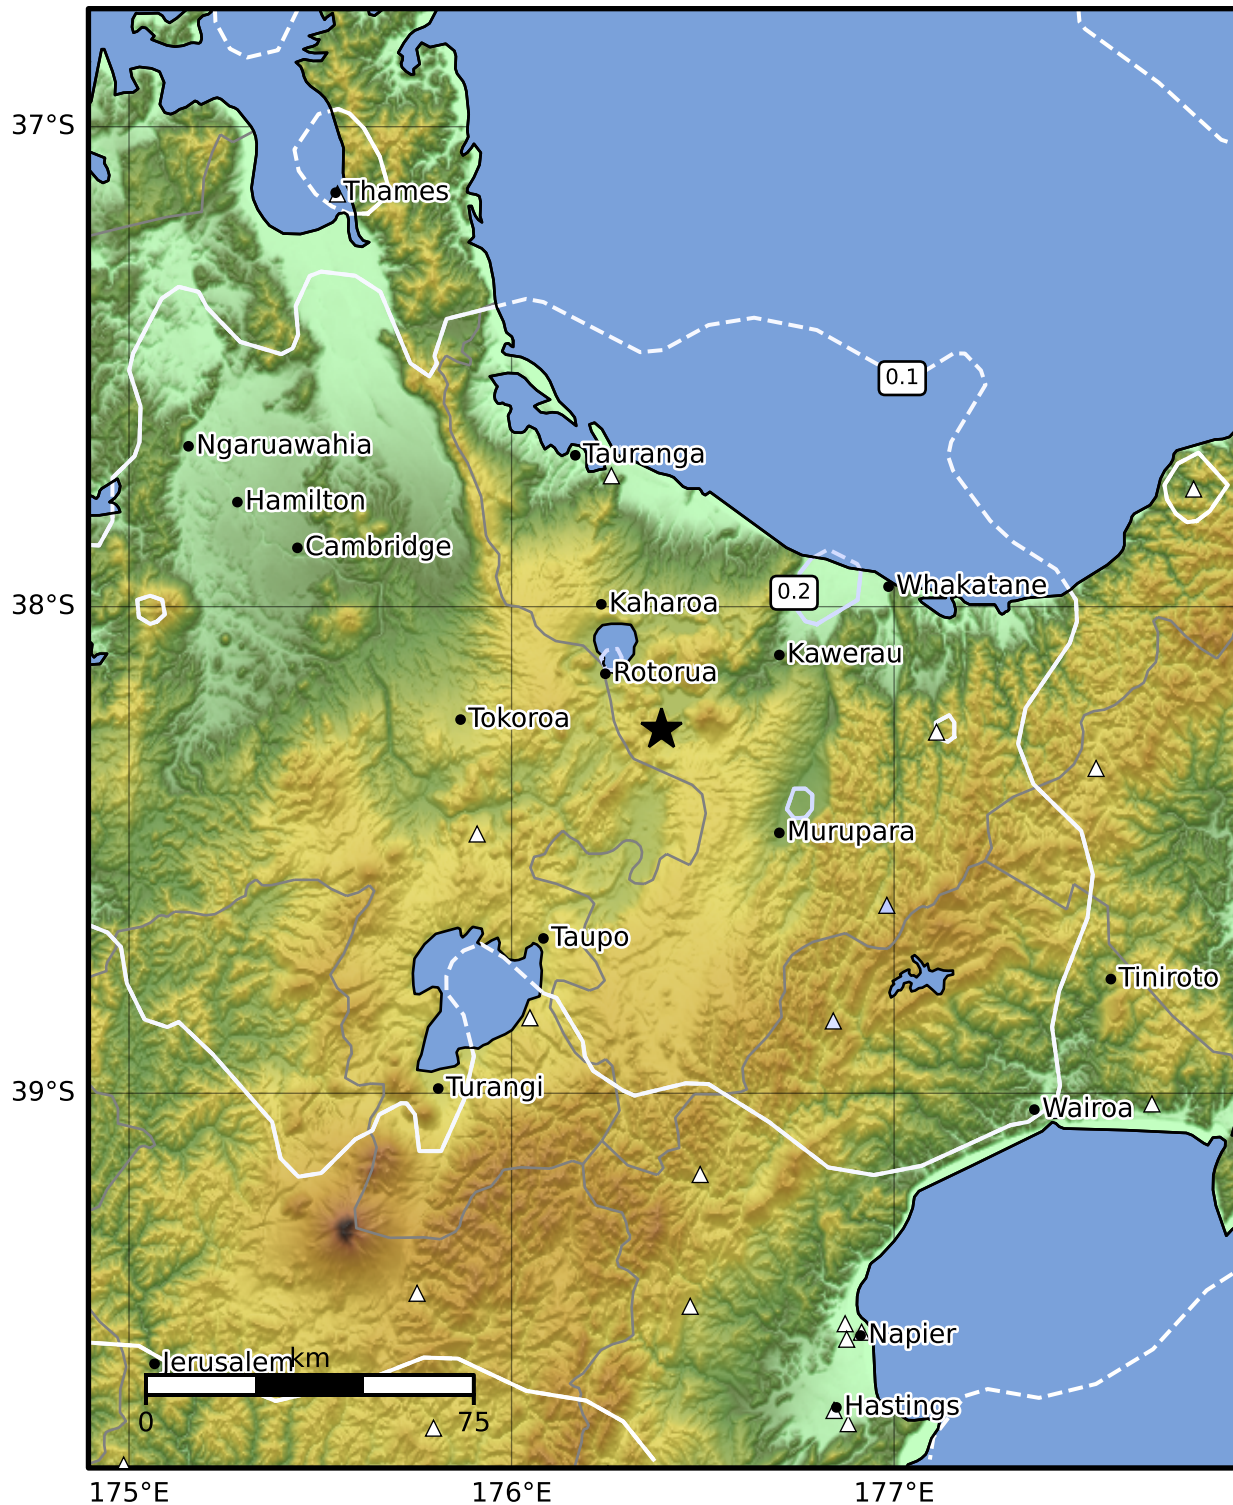 37°S
Thames
0.1
Ngaruawahia
Tauranga
Hamilton
Cambridge
Whakatane
0.2
Kaharoa
38°S
Kawerau
Rotorua
Tokoroa
Murupara
Taupo
Tiniroto
Turangi
39°S
Wairoa
Napier
Jerusalem
km
Hastings
0
75
175°E
176°E
177°E